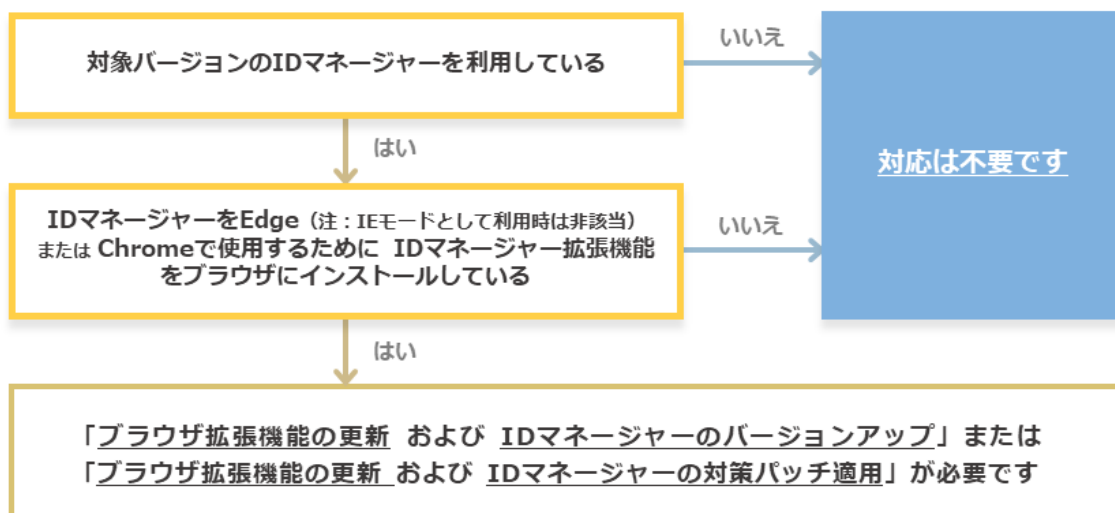 対象バージョンのIDマネージャーを利用している
いいえ
対応は不要です
はい
IDマネージャーをEdge（注：IEモードとして利用時は非該当）
または Chromeで使用するために IDマネージャー拡張機能
をブラウザにインストールしている
いいえ
はい
「ブラウザ拡張機能の更新 および IDマネージャーのバージョンアップ」または
「ブラウザ拡張機能の更新 および IDマネージャーの対策パッチ適用」が必要です